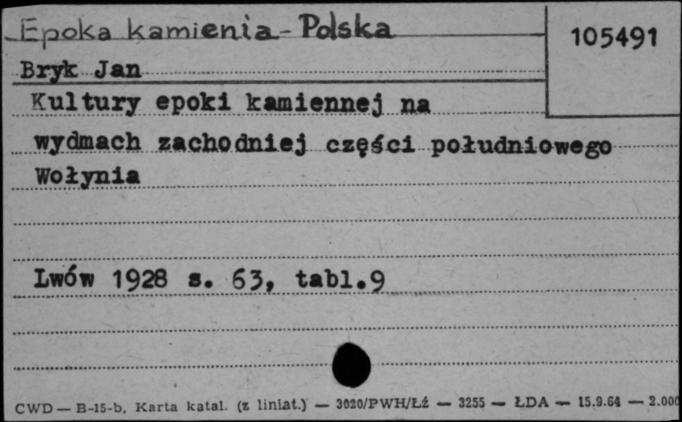 Epoka kamienia - Polska
105491
Bryk Jan
Kultury epoki kamiennej na
wydmach zachodniej części południowego
Wołynia
Lwów 1928 s. 63, tabl.9
CWD — B-15-b, Karta katal. (z liniat.) — 3020/PWH/Łź — 3255 — ŁDA — 15.9.64 — 2.000